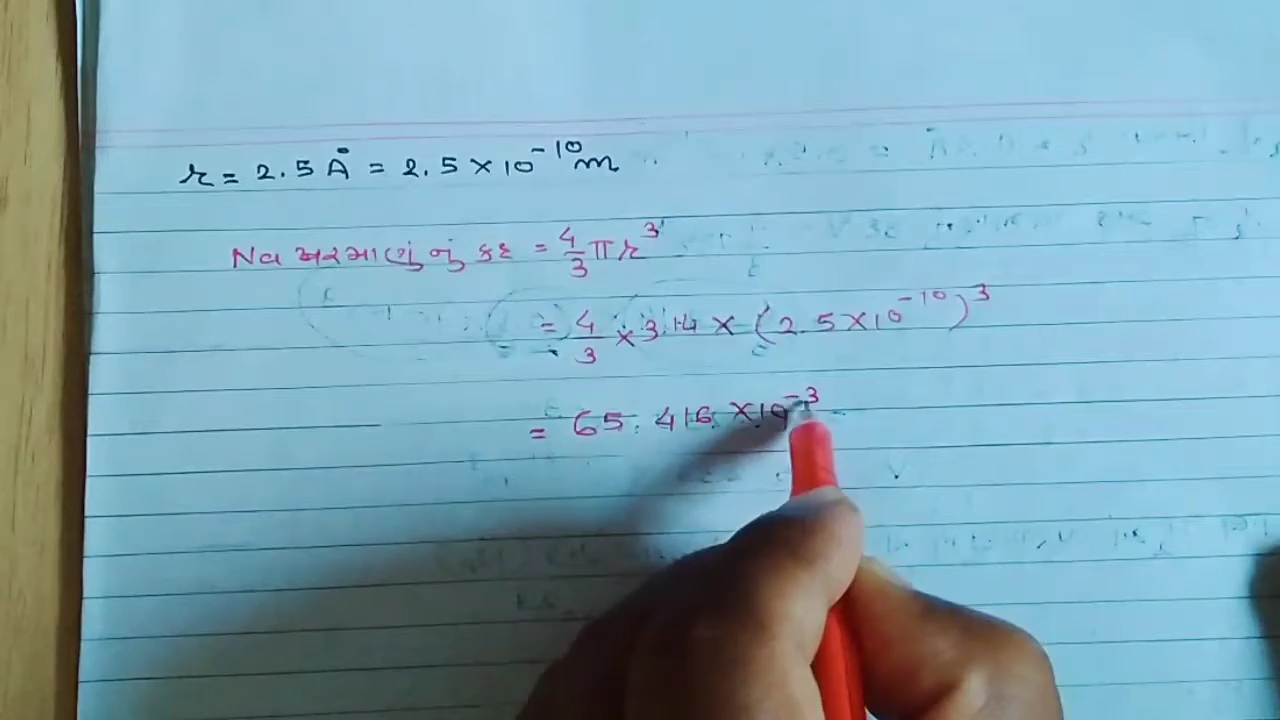 r = 2.5 Å = 2.5 × 10⁻¹⁰ m
Na પરમાણુંનું કદ = 4/3 π r³
= 4/3 × 3.14 × (2.5 × 10⁻¹⁰)³
= 65.416 × 10⁻³